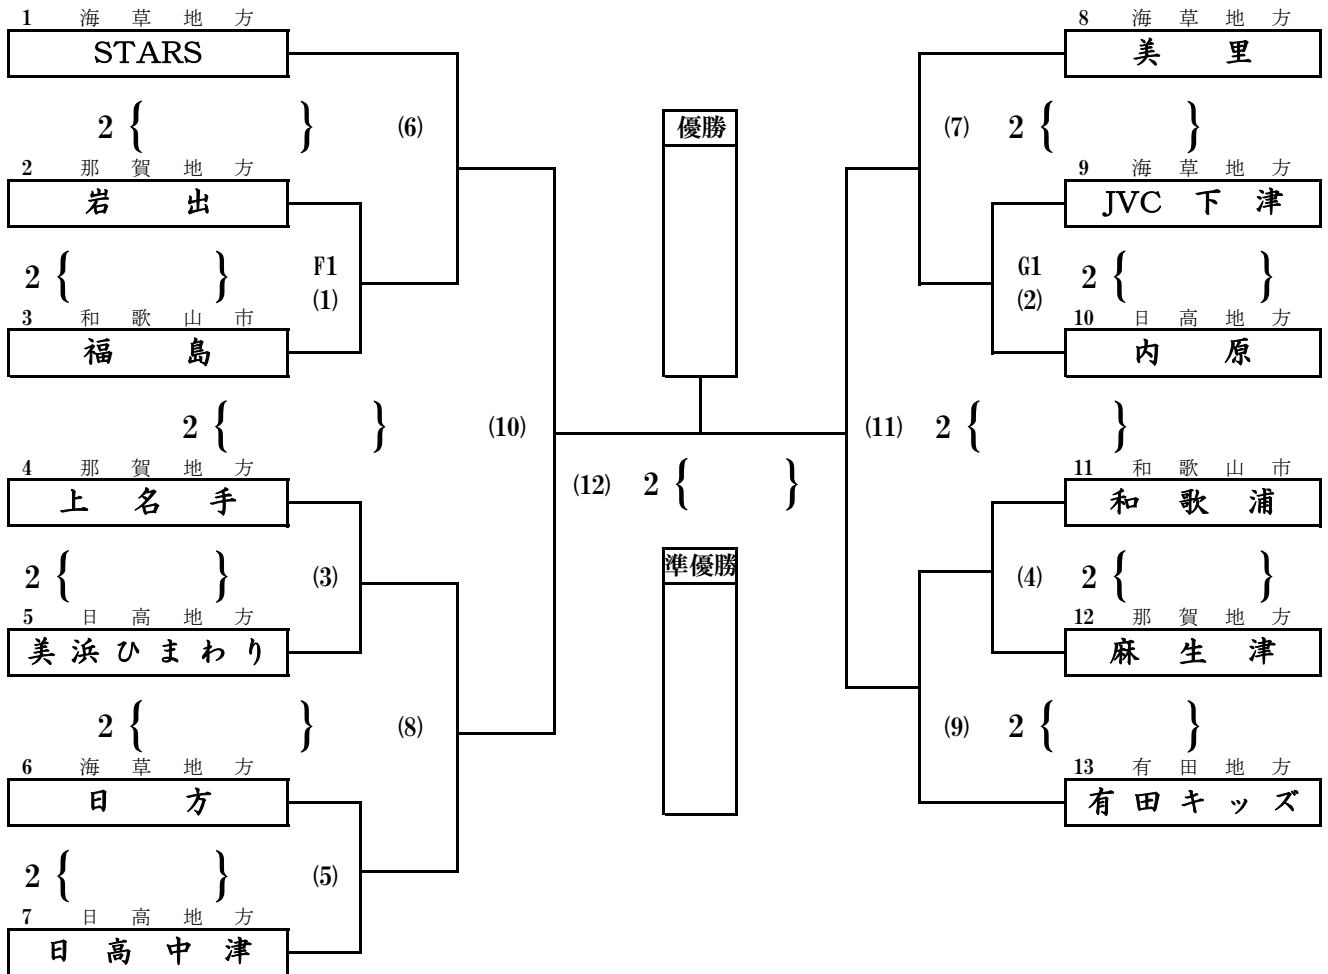 1 海草地方
STARS
2 { } (6)
2 那賀地方
岩出
2 { } F1
(1)
3 和歌山市
福島
2 { } (10)
4 那賀地方
上名手
2 { } (3)
5 日高地方
美浜ひまわり
2 { } (8)
6 海草地方
日方
2 { } (5)
7 日高地方
日高中津
優勝
(12) 2 { }
準優勝
8 海草地方
美里
(7) 2 { }
9 海草地方
JVC 下津
G1
(2) 2 { }
10 日高地方
内原
(11) 2 { }
11 和歌山市
和歌浦
(4) 2 { }
12 那賀地方
麻生津
(9) 2 { }
13 有田地方
有田キッズ